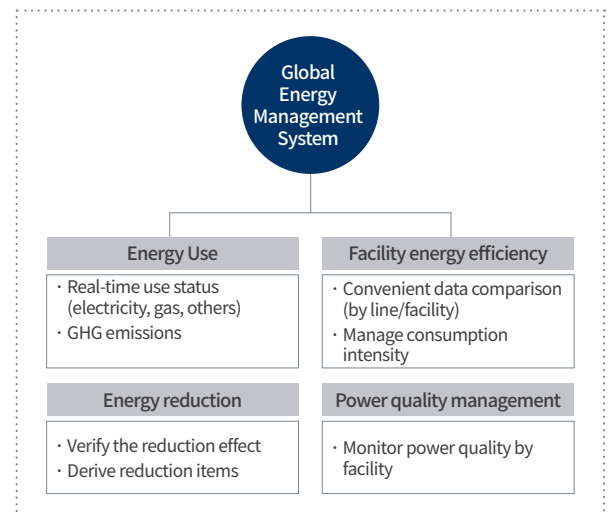 Global
Energy
Management
System
Energy Use
· Real-time use status
(electricity, gas, others)
· GHG emissions
Facility energy efficiency
· Convenient data comparison
(by line/facility)
· Manage consumption
intensity
Energy reduction
· Verify the reduction effect
· Derive reduction items
Power quality management
· Monitor power quality by
facility